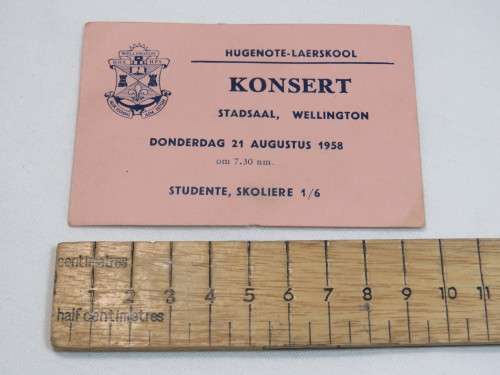 WELLINGTON
HUGENOTE-LAERSKOOL
KONSERT
STADSAAL, WELLINGTON
DONDERDAG 21 AUGUSTUS 1958
om 7.30 nm.
STUDENTE, SKOLIERE 1/6
centimetres
1 2 3 4 5 6 7 8 9 10 11
half centimetres